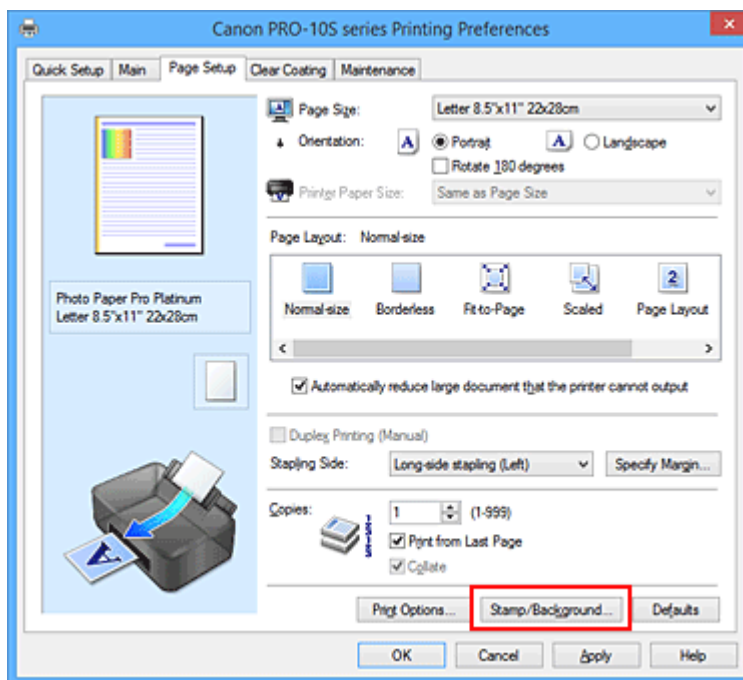 Canon PRO-10S series Printing Preferences
Quick Setup Main Page Setup Clear Coating Maintenance
Page Size: Letter 8.5"x11" 22x28cm
Orientation: A Portrait A Landscape
Rotate 180 degrees
Printer Paper Size: Same as Page Size
Page Layout: Normal-size
2
Normal-size Borderless Fit-to-Page Scaled Page Layout
Photo Paper Pro Platinum
Letter 8.5"x11" 22x28cm
Automatically reduce large document that the printer cannot output
Duplex Printing (Manual)
Stapling Side: Long-side stapling (Left) Specify Margin...
Copies: 1 (1-999)
Print from Last Page
Collate
A
Print Options... Stamp/Background... Defaults
OK Cancel Apply Help